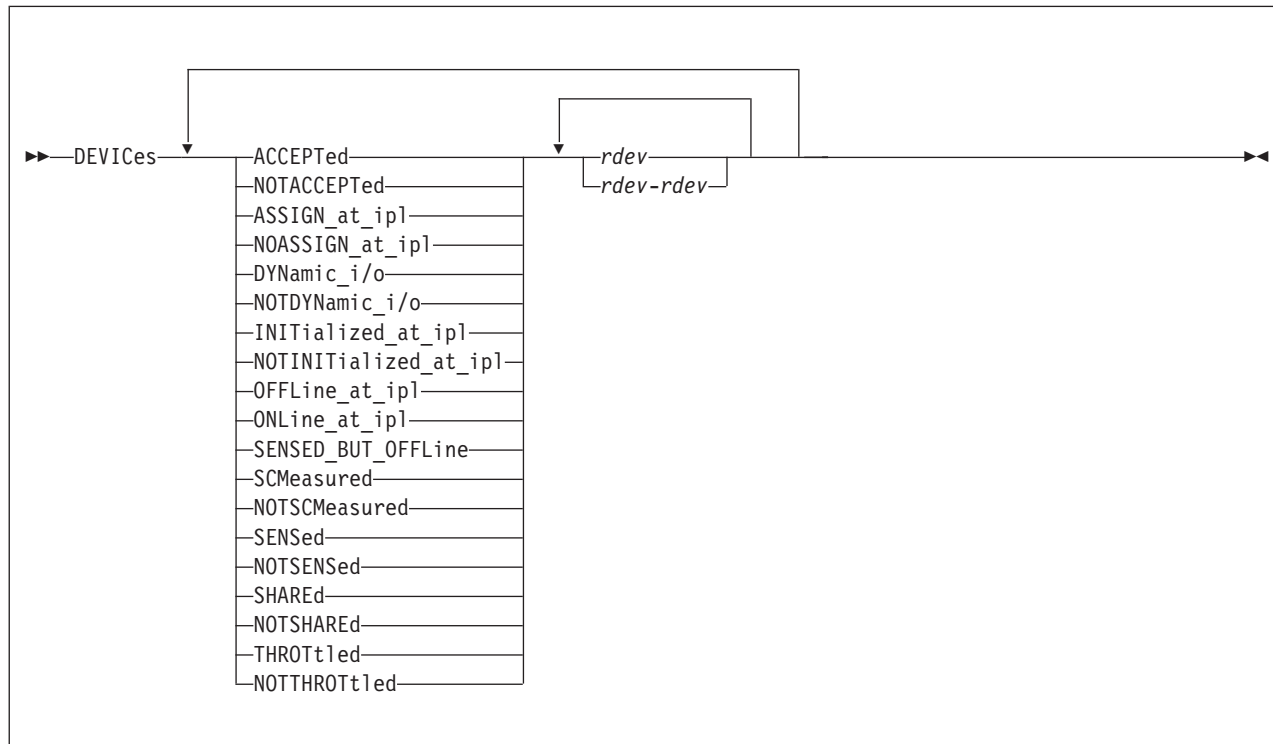 DEVICes ACCEPTed rdev
NOTACCEPTed rdev-rdev
ASSIGN_at_ipl
NOASSIGN_at_ipl
DYNamic_i/o
NOTDYNamic_i/o
INITialized_at_ipl
NOTINITialized_at_ipl
OFFLine_at_ipl
ONLine_at_ipl
SENSED_BUT_OFFLine
SCMeasured
NOTSCMeasured
SENSed
NOTSENSed
SHAREd
NOTSHAREd
THROTtled
NOTTHROTtled